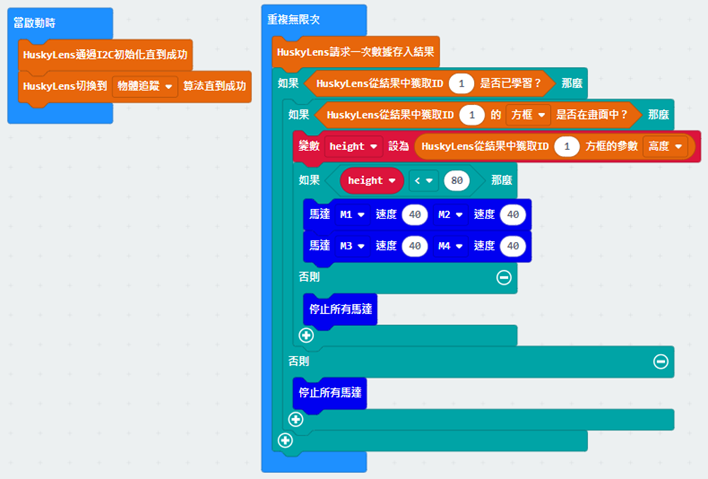 當啟動時
HuskyLens通過I2C初始化直到成功
HuskyLens切換到 物體追蹤 算法直到成功
重複無限次
HuskyLens請求一次數據存入結果
如果 HuskyLens從結果中獲取ID 1 是否已學習？ 那麼
如果 HuskyLens從結果中獲取ID 1 的 方框 是否在畫面中？ 那麼
變數 height 設為 HuskyLens從結果中獲取ID 1 方框的參數 高度
如果 height < 80 那麼
馬達 M1 速度 40 M2 速度 40
馬達 M3 速度 40 M4 速度 40
否則
停止所有馬達
否則
停止所有馬達